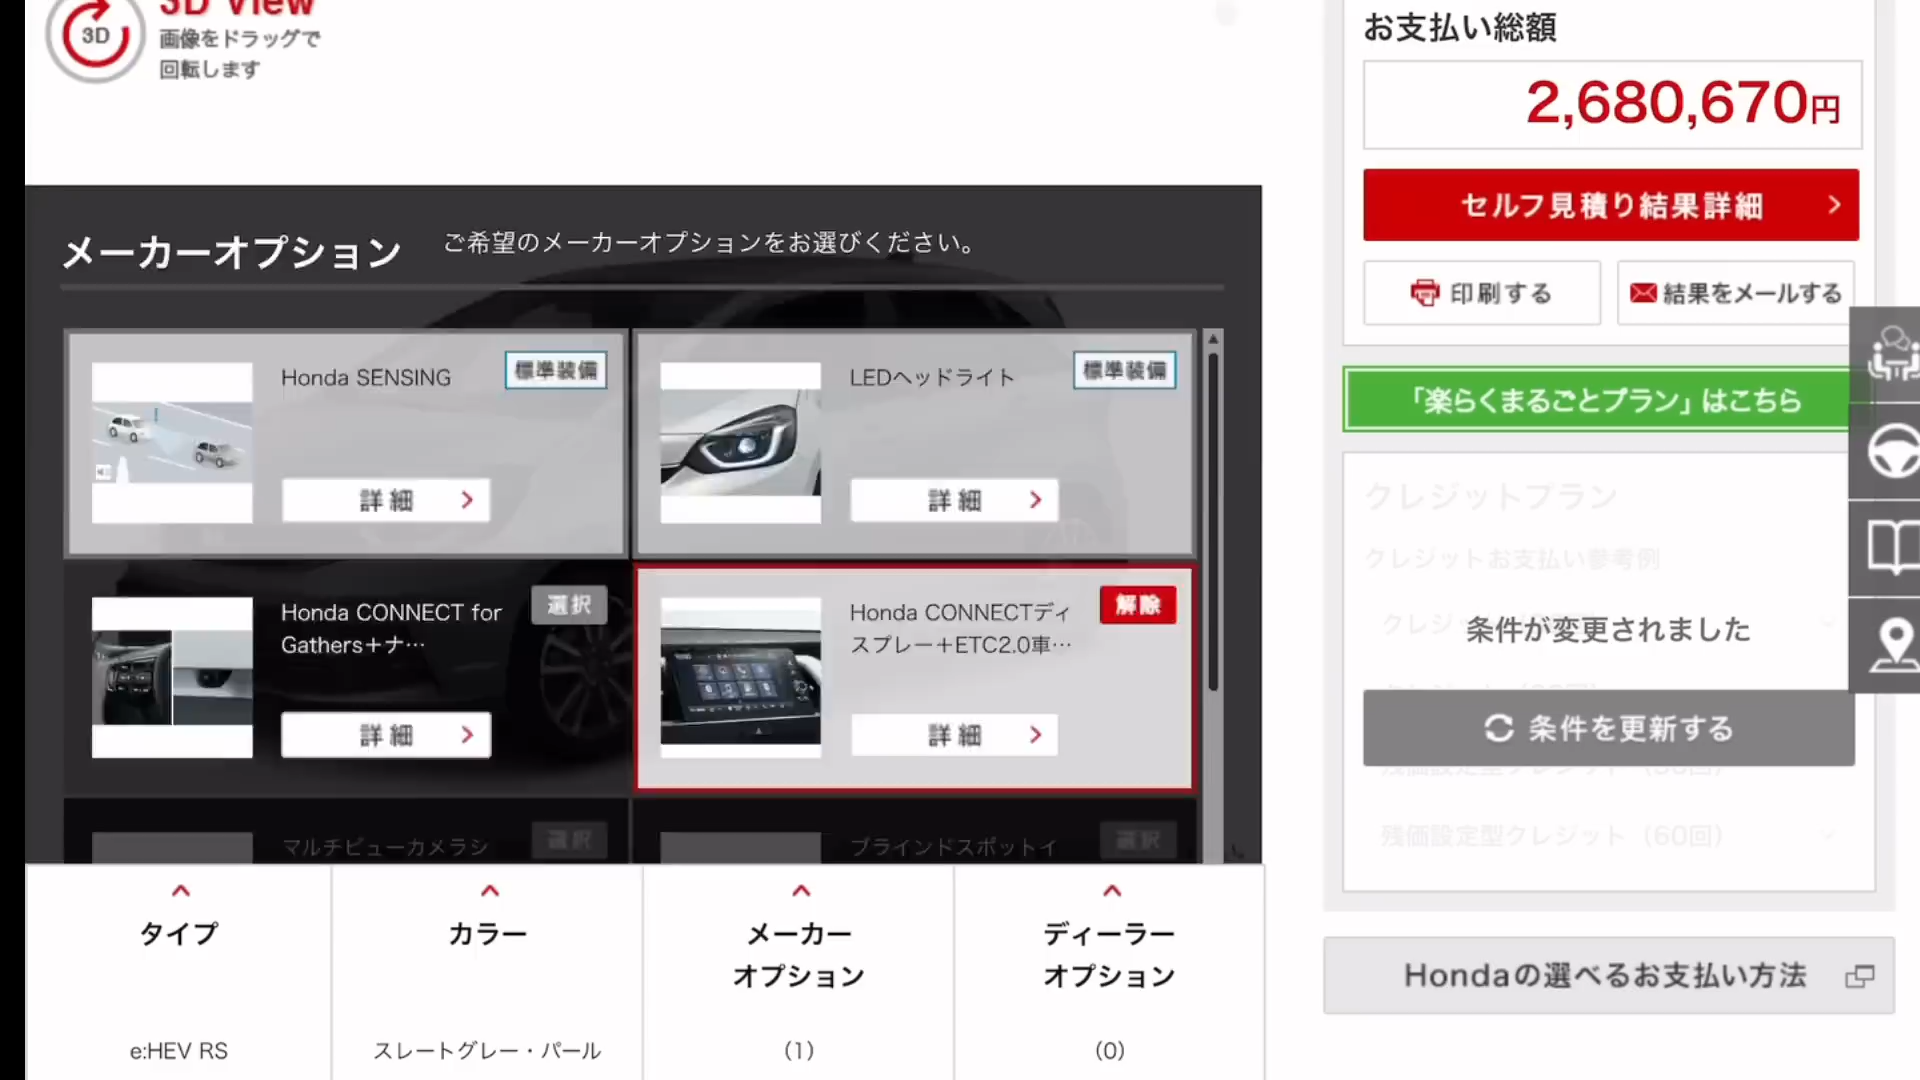 3D View
3D
画像をドラッグで
回転します
お支払い総額
2,680,670円
セルフ見積り結果詳細
印刷する
結果をメールする
「楽らくまるごとプラン」はこちら
メーカーオプション
ご希望のメーカーオプションをお選びください。
Honda SENSING
標準装備
詳細
LEDヘッドライト
標準装備
詳細
Honda CONNECT for
Gathers＋ナ…
選択
詳細
Honda CONNECTディ
スプレー＋ETC2.0車…
解除
詳細
マルチビューカメラシ
選択
ブラインドスポットイ
選択
クレジットプラン
クレジットお支払い参考例
条件が変更されました
条件を更新する
残価設定型クレジット（60回）
Hondaの選べるお支払い方法
タイプ
e:HEV RS
カラー
スレートグレー・パール
メーカー
オプション
(1)
ディーラー
オプション
(0)